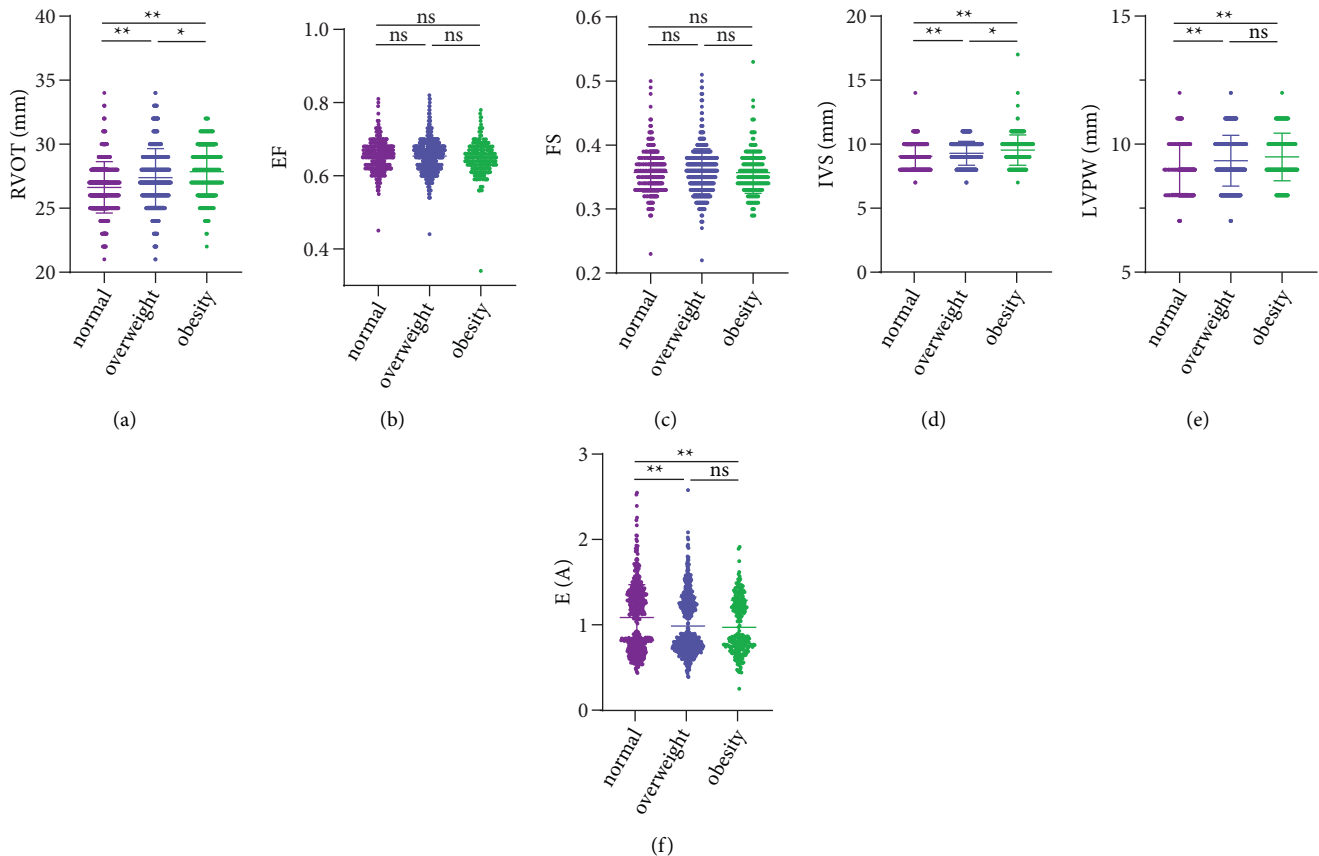 **
** *
40
35
30
25
20
RVOT (mm)
normal
overweight
obesity
(a)
ns
ns ns
1.0
0.8
0.6
0.4
EF
normal
overweight
obesity
(b)
ns
ns ns
0.6
0.5
0.4
0.3
0.2
FS
normal
overweight
obesity
(c)
**
** *
20
15
10
5
0
IVS (mm)
normal
overweight
obesity
(d)
**
** ns
15
10
5
LVPW (mm)
normal
overweight
obesity
(e)
**
** ns
3
2
1
0
E (A)
normal
overweight
obesity
(f)